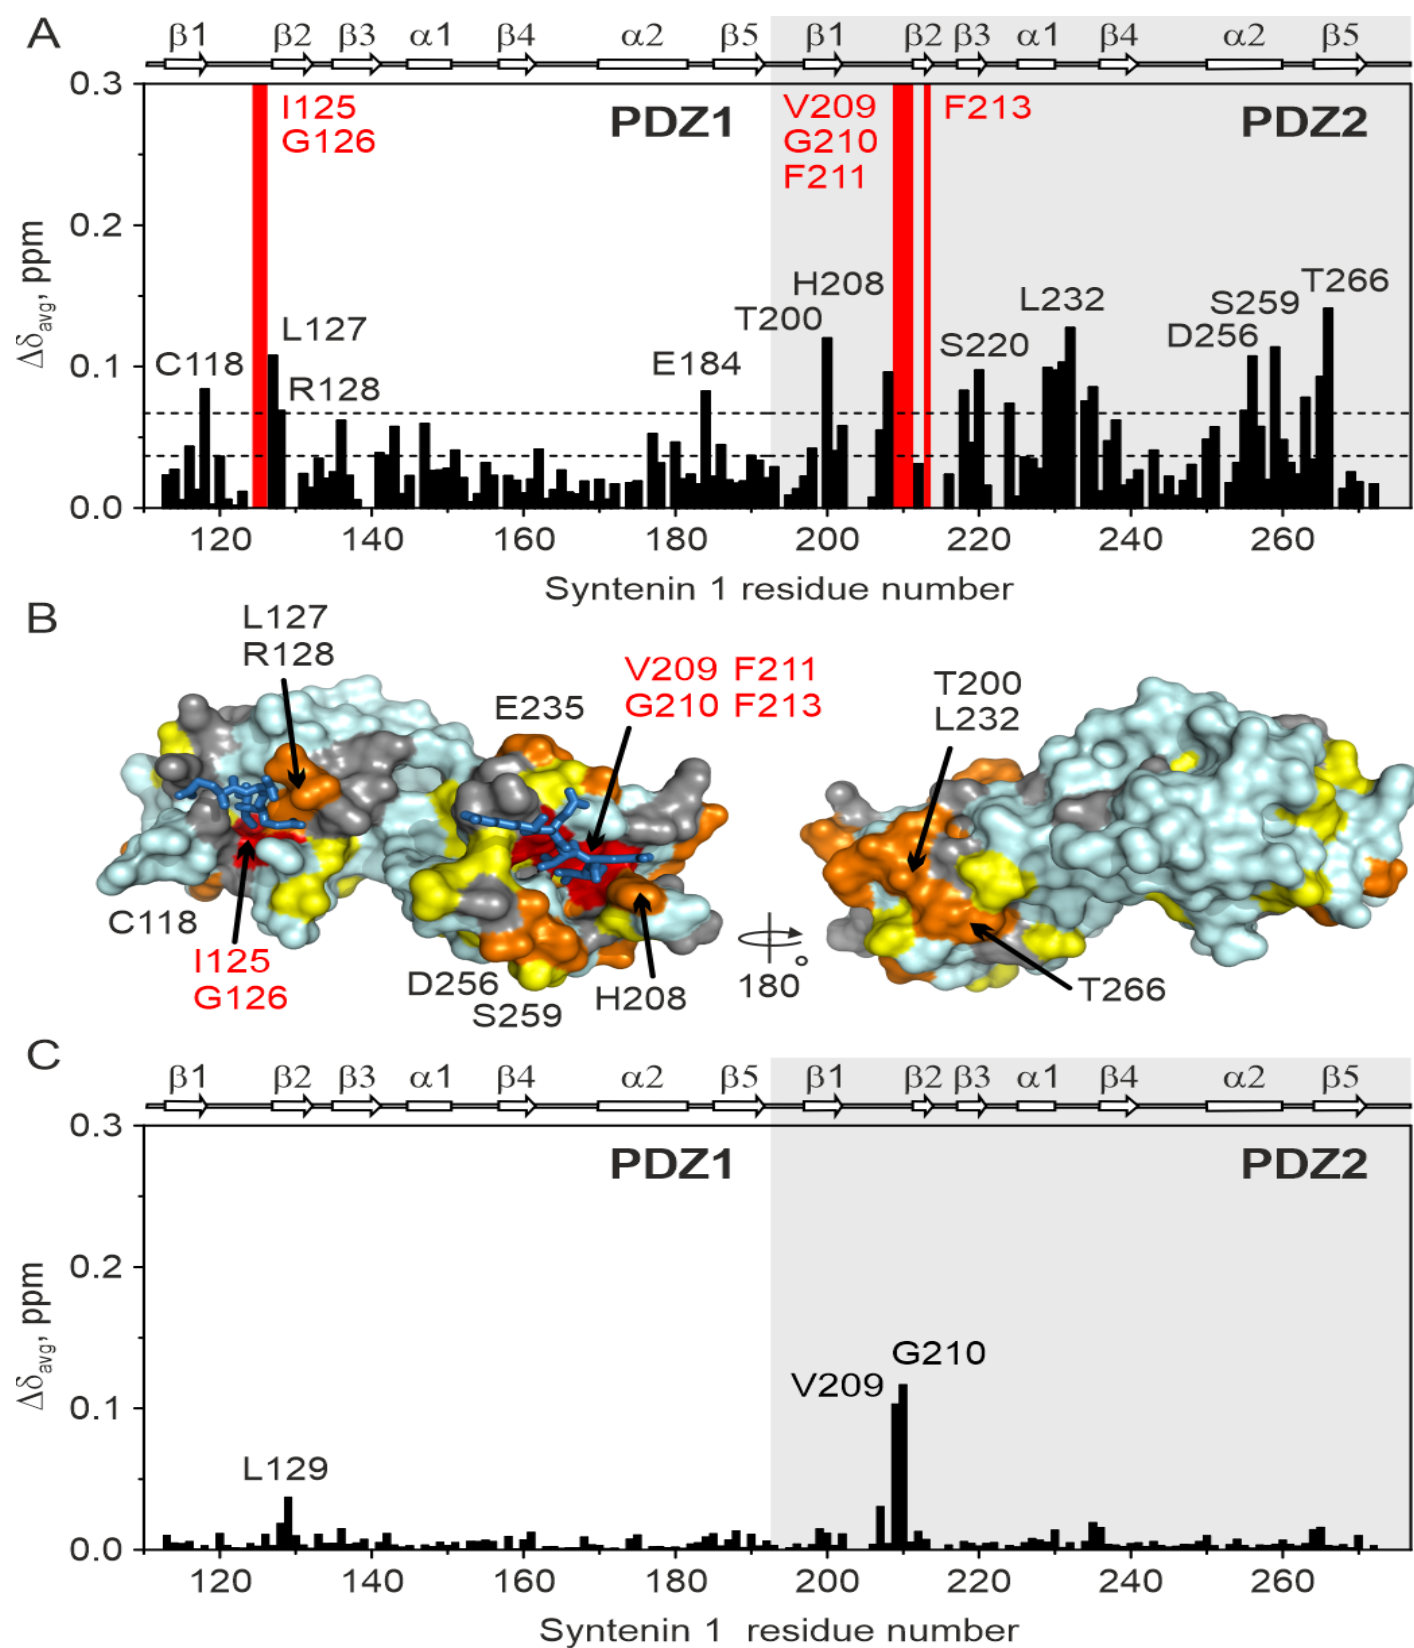 A
β1 β2 β3 α1 β4 α2 β5 β1 β2 β3 α1 β4 α2 β5
0.3
0.2
0.1
0.0
Δδavg, ppm
I125
G126
PDZ1
V209
G210
F211
F213
PDZ2
C118
L127
R128
E184
T200
H208
S220
L232
D256
S259
T266
120 140 160 180 200 220 240 260
Syntenin 1 residue number
B
L127
R128
V209 F211
G210 F213
E235
T200
L232
C118
I125
G126
D256
S259
H208
180°
T266
C
β1 β2 β3 α1 β4 α2 β5 β1 β2 β3 α1 β4 α2 β5
0.3
0.2
0.1
0.0
Δδavg, ppm
PDZ1
PDZ2
L129
V209
G210
120 140 160 180 200 220 240 260
Syntenin 1 residue number